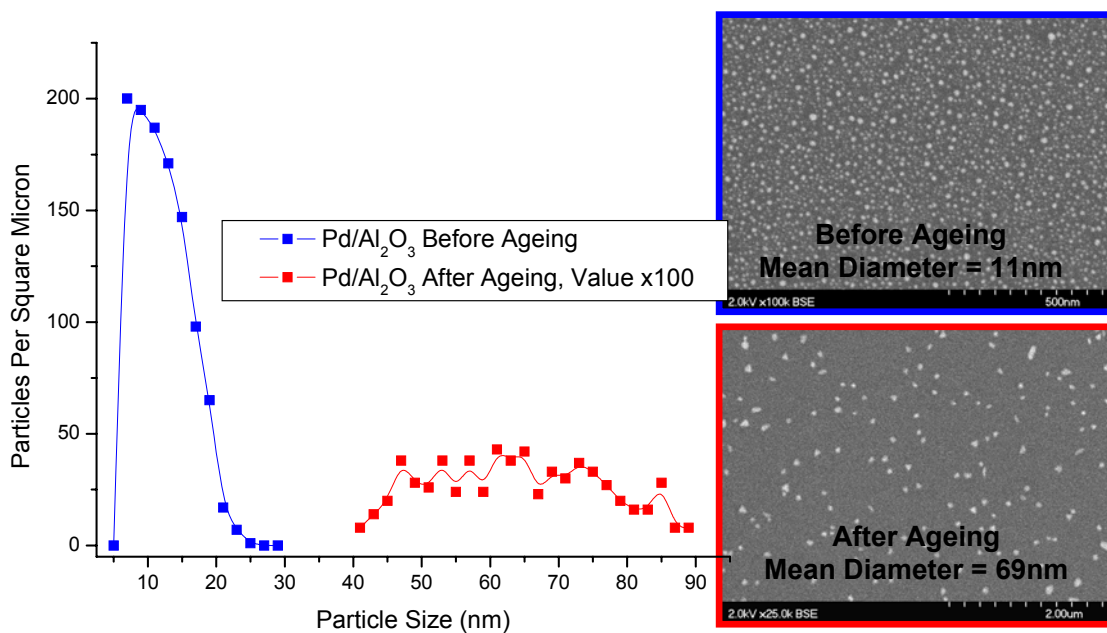 Particles Per Square Micron
200
150
100
50
0
10
20
30
40
50
60
70
80
90
Particle Size (nm)
Pd/Al₂O₃ Before Ageing
Pd/Al₂O₃ After Ageing, Value x100
Before Ageing
Mean Diameter = 11nm
2.0kV x100k BSE
500nm
After Ageing
Mean Diameter = 69nm
2.0kV x25.0k BSE
2.00um